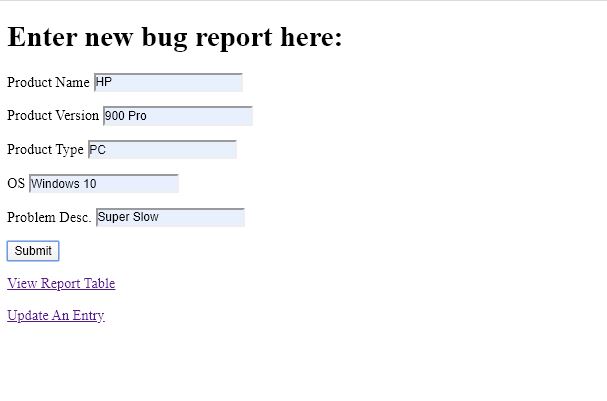 Enter new bug report here:
Product Name HP
Product Version 900 Pro
Product Type PC
OS Windows 10
Problem Desc. Super Slow
Submit
View Report Table
Update An Entry